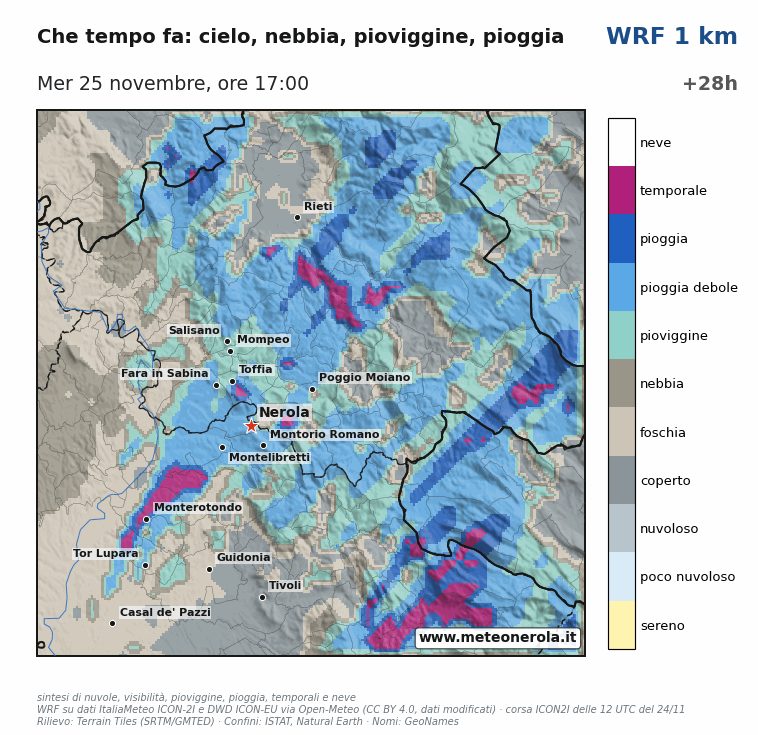 Che tempo fa: cielo, nebbia, pioviggine, pioggia
WRF 1 km
Mer 25 novembre, ore 17:00
+28h
neve
temporale
pioggia
pioggia debole
pioviggine
nebbia
foschia
coperto
nuvoloso
poco nuvoloso
sereno
Rieti
Salisano
Mompeo
Fara in Sabina
Toffia
Poggio Moiano
Nerola
Montorio Romano
Montelibretti
Monterotondo
Tor Lupara
Guidonia
Tivoli
Casal de' Pazzi
www.meteonerola.it
sintesi di nuvole, visibilità, pioviggine, pioggia, temporali e neve
WRF su dati ItaliaMeteo ICON-2I e DWD ICON-EU via Open-Meteo (CC BY 4.0, dati modificati) · corsa ICON2I delle 12 UTC del 24/11
Rilievo: Terrain Tiles (SRTM/GMTED) · Confini: ISTAT, Natural Earth · Nomi: GeoNames